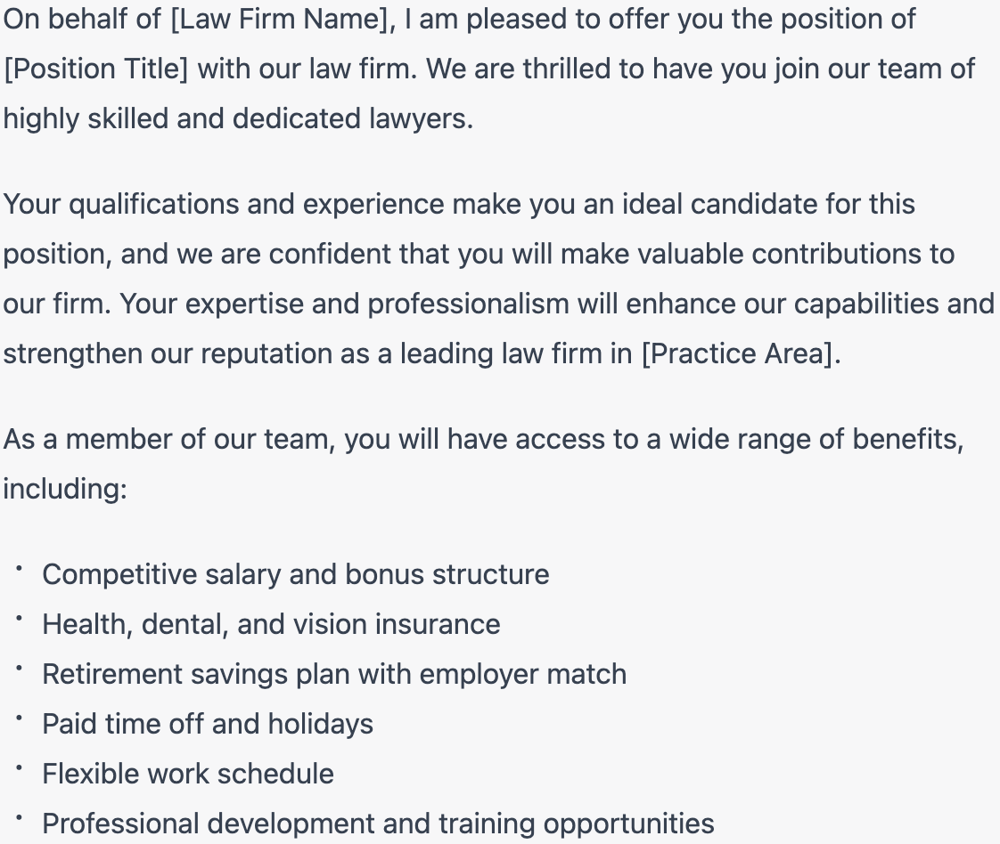 On behalf of [Law Firm Name], I am pleased to offer you the position of
[Position Title] with our law firm. We are thrilled to have you join our team of
highly skilled and dedicated lawyers.
Your qualifications and experience make you an ideal candidate for this
position, and we are confident that you will make valuable contributions to
our firm. Your expertise and professionalism will enhance our capabilities and
strengthen our reputation as a leading law firm in [Practice Area].
As a member of our team, you will have access to a wide range of benefits,
including:
• Competitive salary and bonus structure
• Health, dental, and vision insurance
• Retirement savings plan with employer match
• Paid time off and holidays
• Flexible work schedule
• Professional development and training opportunities